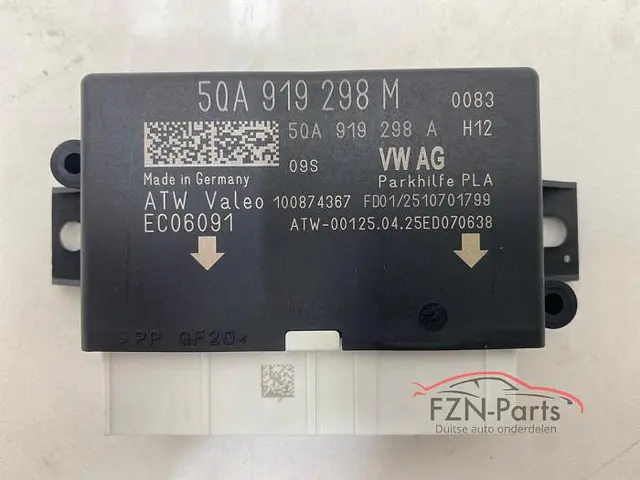 5QA 919 298 M 0083
5QA 919 298 A H12
09S VW AG
Made in Germany Parkhilfe PLA
ATW Valeo 100874367 FD01/2510701799
EC06091 ATW-00125.04.25ED070638
>PP GF20<
FZN-Parts
Duitse auto onderdelen